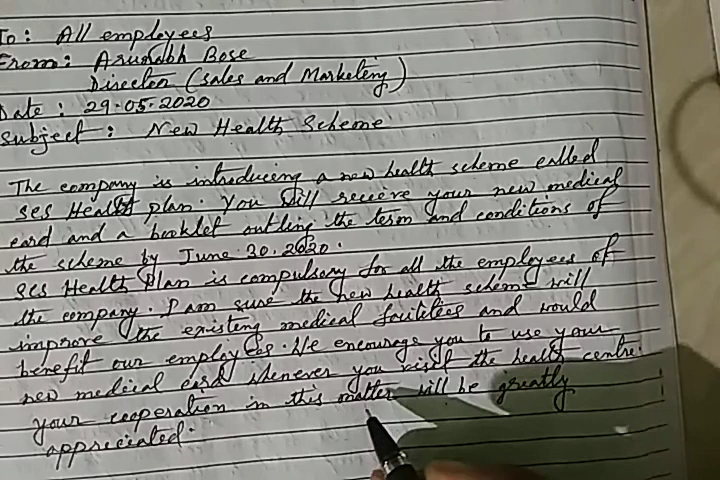 To: All employees
From: Arunabh Bose
Director (Sales and Marketing)
Date: 29.05.2020
Subject: New Health Scheme
The company is introducing a new health scheme called
SCS Health plan. You will receive your new medical
card and a booklet outling the term and conditions of
the scheme by June 30, 2020.
SCS Health Plan is compulsory for all the employees of
the company. I am sure the new health scheme will
improve the existing medical facilities and would
benefit our employees. We encourage you to use your
new medical card whenever you visit the health centre.
your cooperation in this matter will be greatly
appreciated.